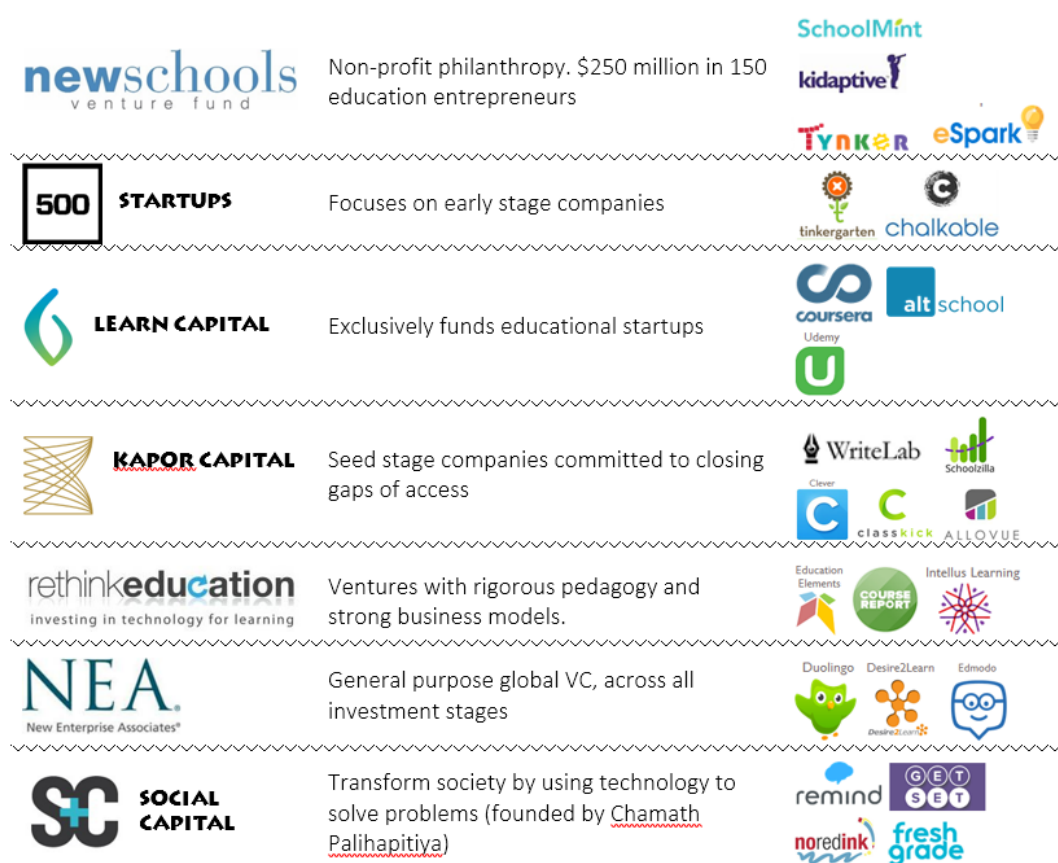 newschools
venture fund
Non-profit philanthropy. $250 million in 150
education entrepreneurs
SchoolMint
kidaptive
TYNKER
eSpark
500
STARTUPS
Focuses on early stage companies
tinkergarten
chalkable
LEARN CAPITAL
Exclusively funds educational startups
coursera
alt school
Udemy
U
KAPOR CAPITAL
Seed stage companies committed to closing
gaps of access
WriteLab
Schoolzilla
Clever
C
C
classkick
ALLOVUE
rethinkeducation
investing in technology for learning
Ventures with rigorous pedagogy and
strong business models.
Education
Elements
COURSE
REPORT
Intellus Learning
NEA
New Enterprise Associates®
General purpose global VC, across all
investment stages
Duolingo
Desire2Learn
Desire2Learn
Edmodo
S+C
SOCIAL
CAPITAL
Transform society by using technology to
solve problems (founded by Chamath
Palihapitiya)
remind
GET
SET
noredink
fresh
grade